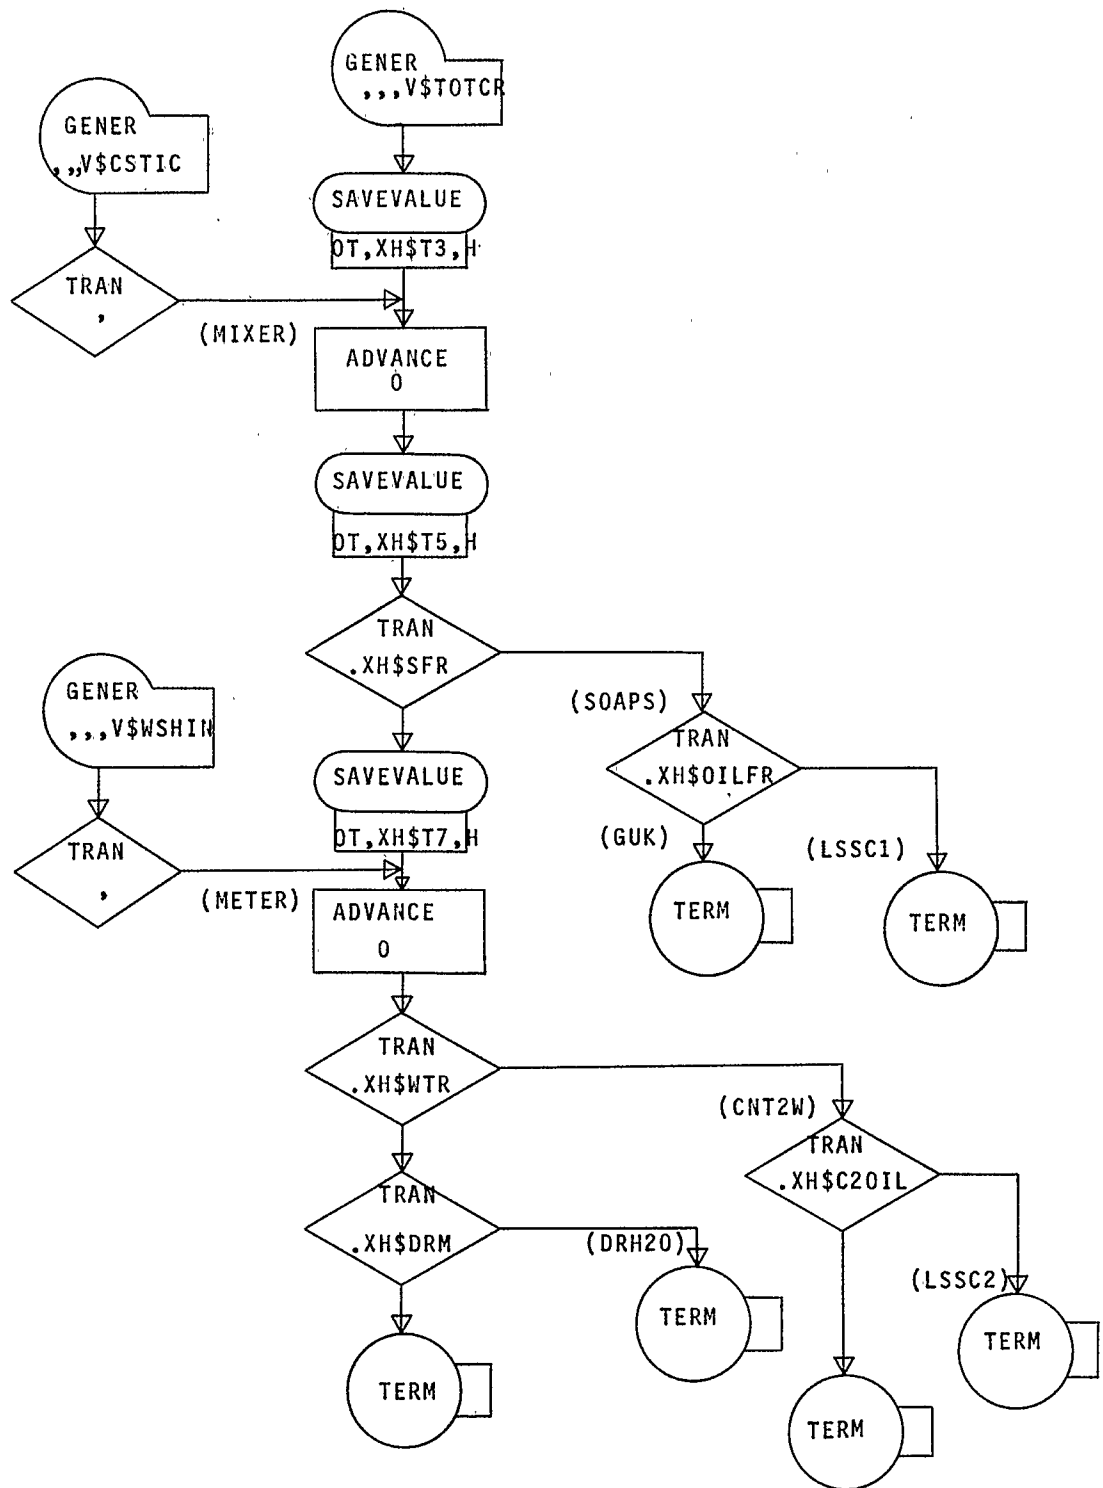 GENER
,,,V$TOTCR
GENER
,,,V$CSTIC
SAVEVALUE
OT,XH$T3,H
TRAN
,
(MIXER)
ADVANCE
0
SAVEVALUE
OT,XH$T5,H
TRAN
.XH$SFR
GENER
,,,V$WSHIN
(SOAPS)
TRAN
.XH$OILFR
SAVEVALUE
OT,XH$T7,H
(GUK)
(LSSC1)
TRAN
,
(METER)
ADVANCE
0
TERM
TERM
TRAN
.XH$WTR
(CNT2W)
TRAN
.XH$C2OIL
TRAN
.XH$DRM
(DRH2O)
(LSSC2)
TERM
TERM
TERM
TERM